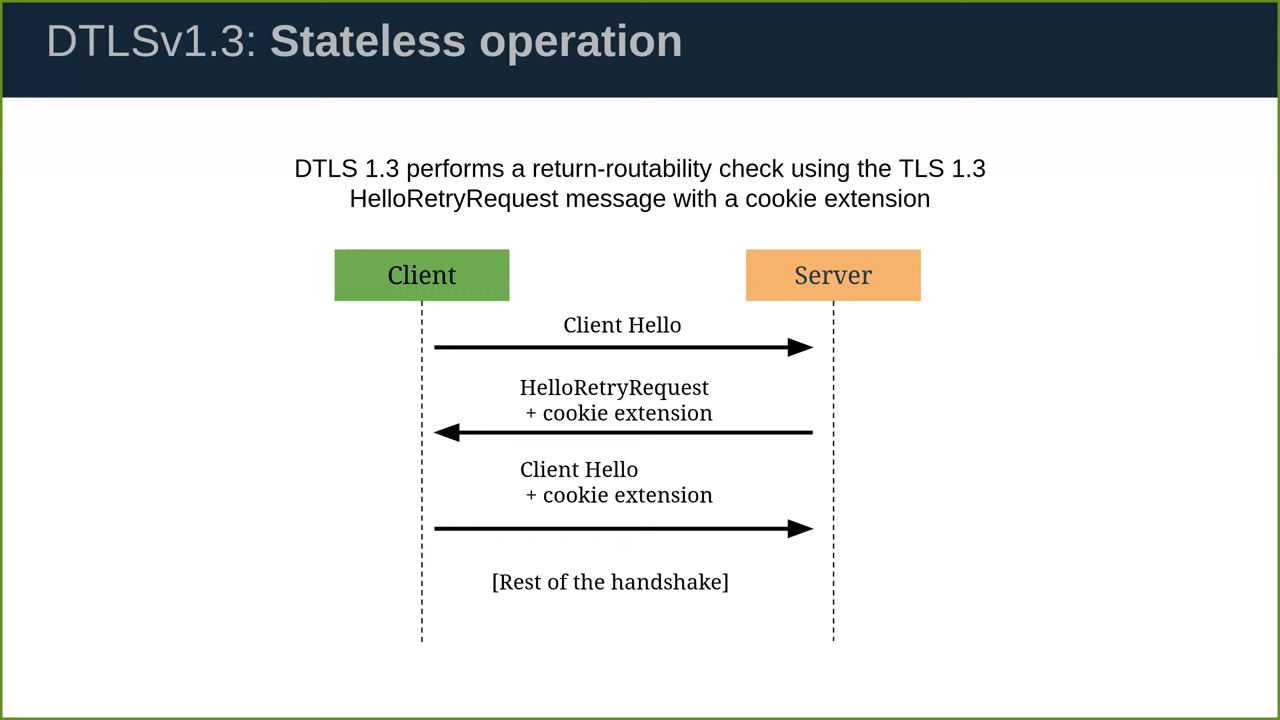 DTLSv1.3: Stateless operation
DTLS 1.3 performs a return-routability check using the TLS 1.3
HelloRetryRequest message with a cookie extension
Client
Server
Client Hello
HelloRetryRequest
+ cookie extension
Client Hello
+ cookie extension
[Rest of the handshake]